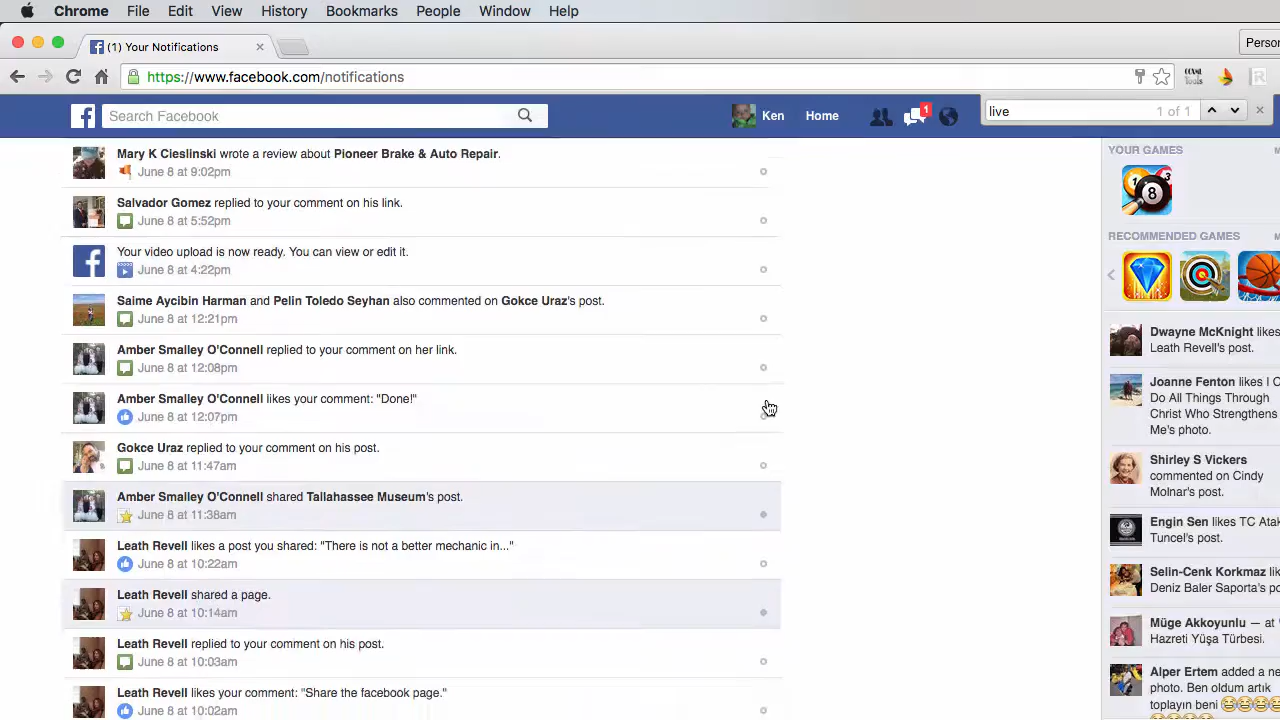 Chrome File Edit View History Bookmarks People Window Help
(1) Your Notifications
https://www.facebook.com/notifications
Search Facebook
Ken Home
1
live 1 of 1
Mary K Cieslinski wrote a review about Pioneer Brake & Auto Repair.
June 8 at 9:02pm
Salvador Gomez replied to your comment on his link.
June 8 at 5:52pm
Your video upload is now ready. You can view or edit it.
June 8 at 4:22pm
Saime Aycibin Harman and Pelin Toledo Seyhan also commented on Gokce Uraz's post.
June 8 at 12:21pm
Amber Smalley O'Connell replied to your comment on her link.
June 8 at 12:08pm
Amber Smalley O'Connell likes your comment: "Done!"
June 8 at 12:07pm
Gokce Uraz replied to your comment on his post.
June 8 at 11:47am
Amber Smalley O'Connell shared Tallahassee Museum's post.
June 8 at 11:38am
Leath Revell likes a post you shared: "There is not a better mechanic in..."
June 8 at 10:22am
Leath Revell shared a page.
June 8 at 10:14am
Leath Revell replied to your comment on his post.
June 8 at 10:03am
Leath Revell likes your comment: "Share the facebook page."
June 8 at 10:02am
YOUR GAMES
8
RECOMMENDED GAMES
Dwayne McKnight likes
Leath Revell's post.
Joanne Fenton likes I C
Do All Things Through
Christ Who Strengthens
Me's photo.
Shirley S Vickers
commented on Cindy
Molnar's post.
Engin Sen likes TC Atak
Tuncel's post.
Selin-Cenk Korkmaz lik
Deniz Baler Saporta's po
Müge Akkoyunlu — at
Hazreti Yüşa Türbesi.
Alper Ertem added a ne
photo. Ben oldum artık
toplayın beni